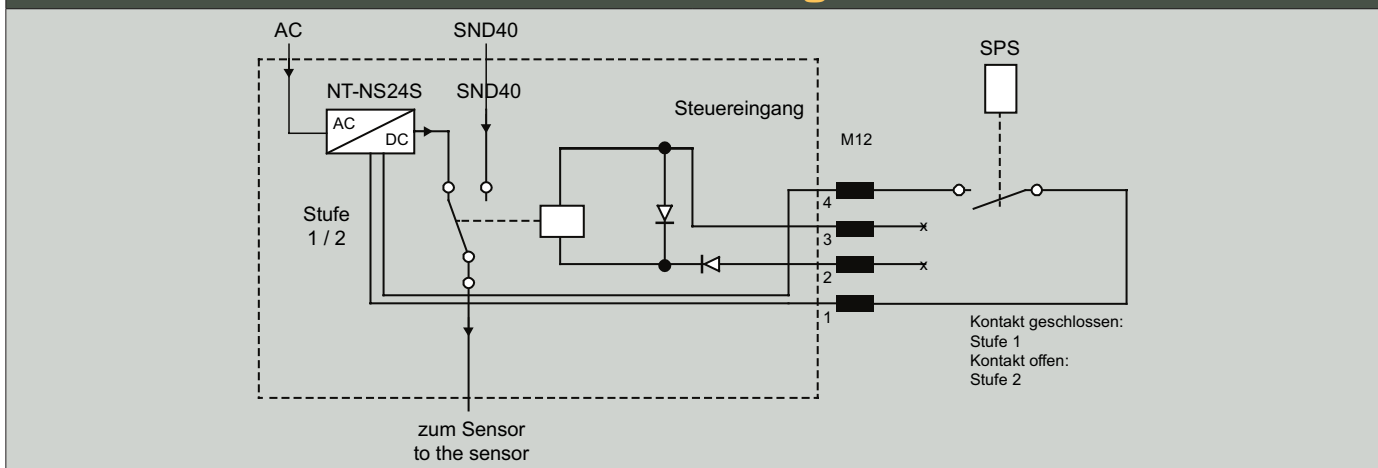 AC
SND40
SPS
NT-NS24S
SND40
Steuereingang
AC
DC
M12
Stufe
1 / 2
4
3
x
2
x
1
Kontakt geschlossen:
Stufe 1
Kontakt offen:
Stufe 2
zum Sensor
to the sensor